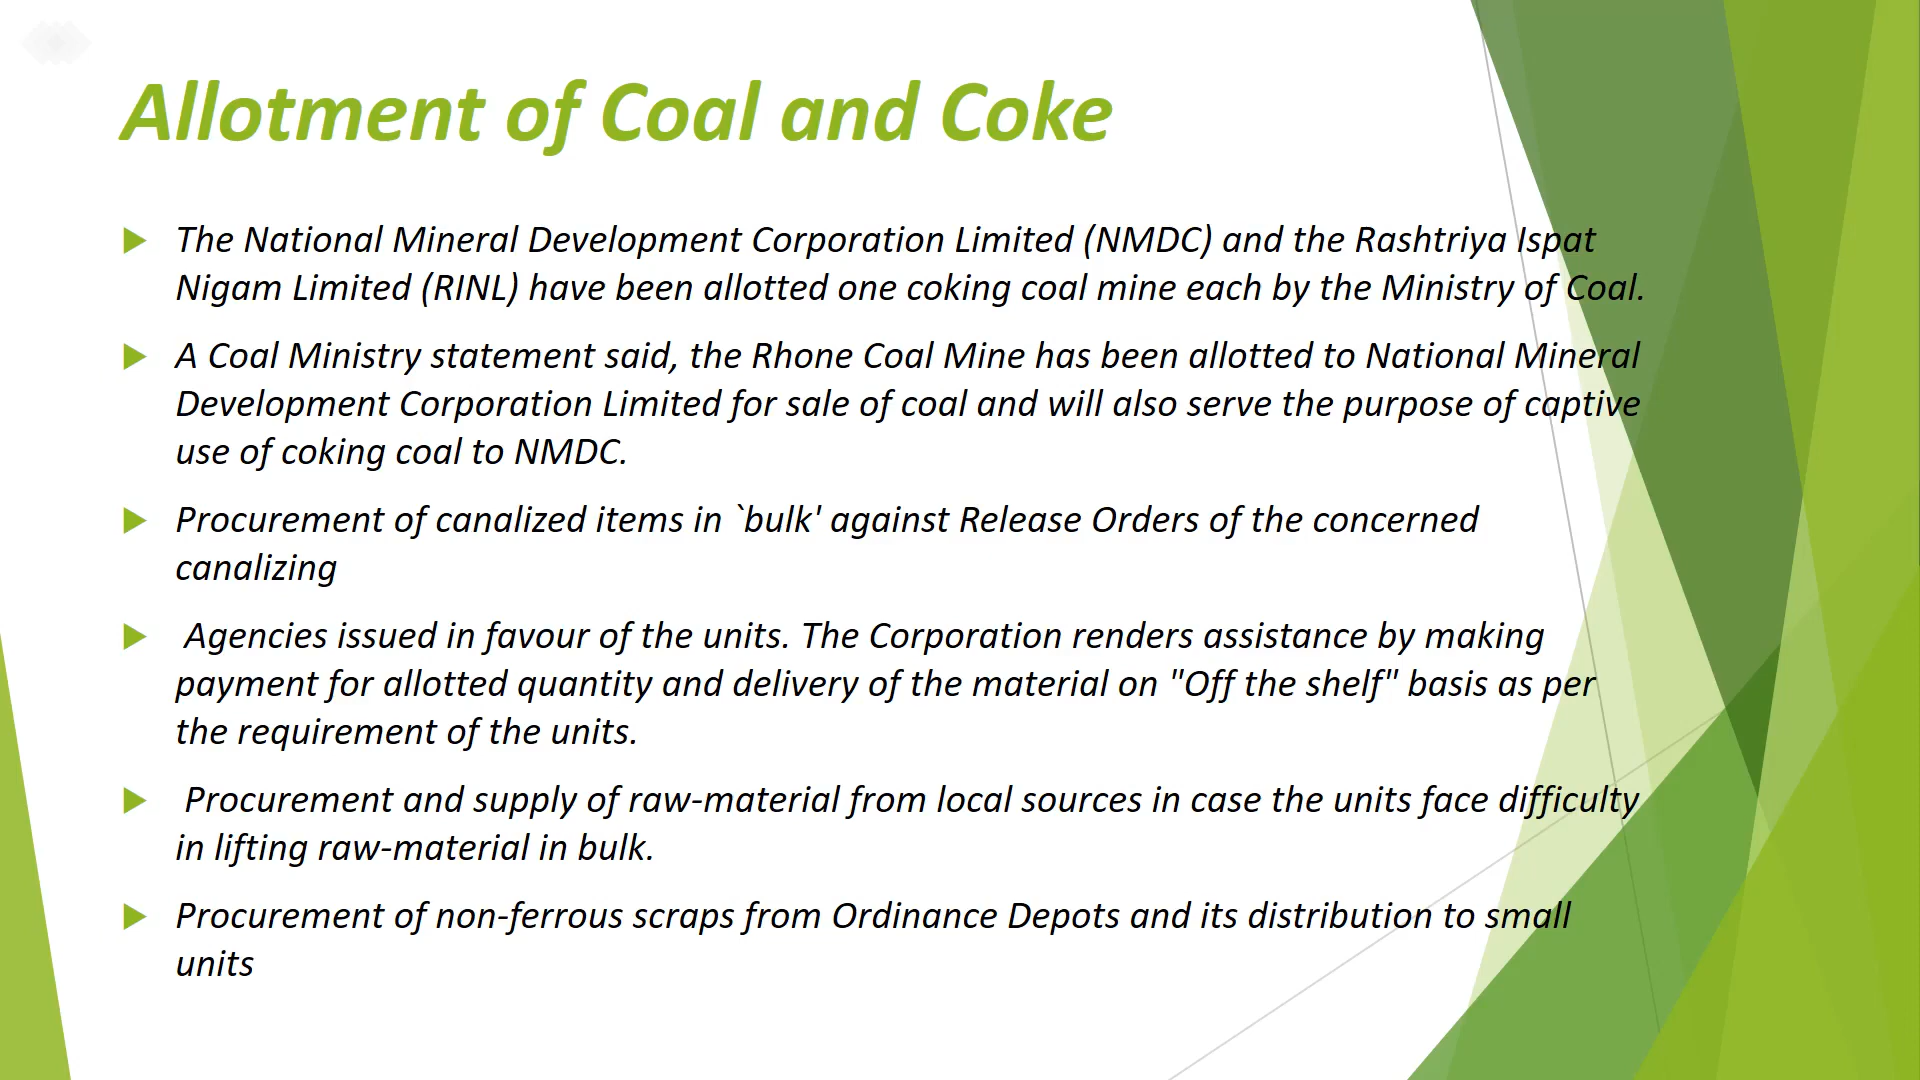 Allotment of Coal and Coke
The National Mineral Development Corporation Limited (NMDC) and the Rashtriya Ispat
Nigam Limited (RINL) have been allotted one coking coal mine each by the Ministry of Coal.
A Coal Ministry statement said, the Rhone Coal Mine has been allotted to National Mineral
Development Corporation Limited for sale of coal and will also serve the purpose of captive
use of coking coal to NMDC.
Procurement of canalized items in `bulk' against Release Orders of the concerned
canalizing
Agencies issued in favour of the units. The Corporation renders assistance by making
payment for allotted quantity and delivery of the material on "Off the shelf" basis as per
the requirement of the units.
Procurement and supply of raw-material from local sources in case the units face difficulty
in lifting raw-material in bulk.
Procurement of non-ferrous scraps from Ordinance Depots and its distribution to small
units